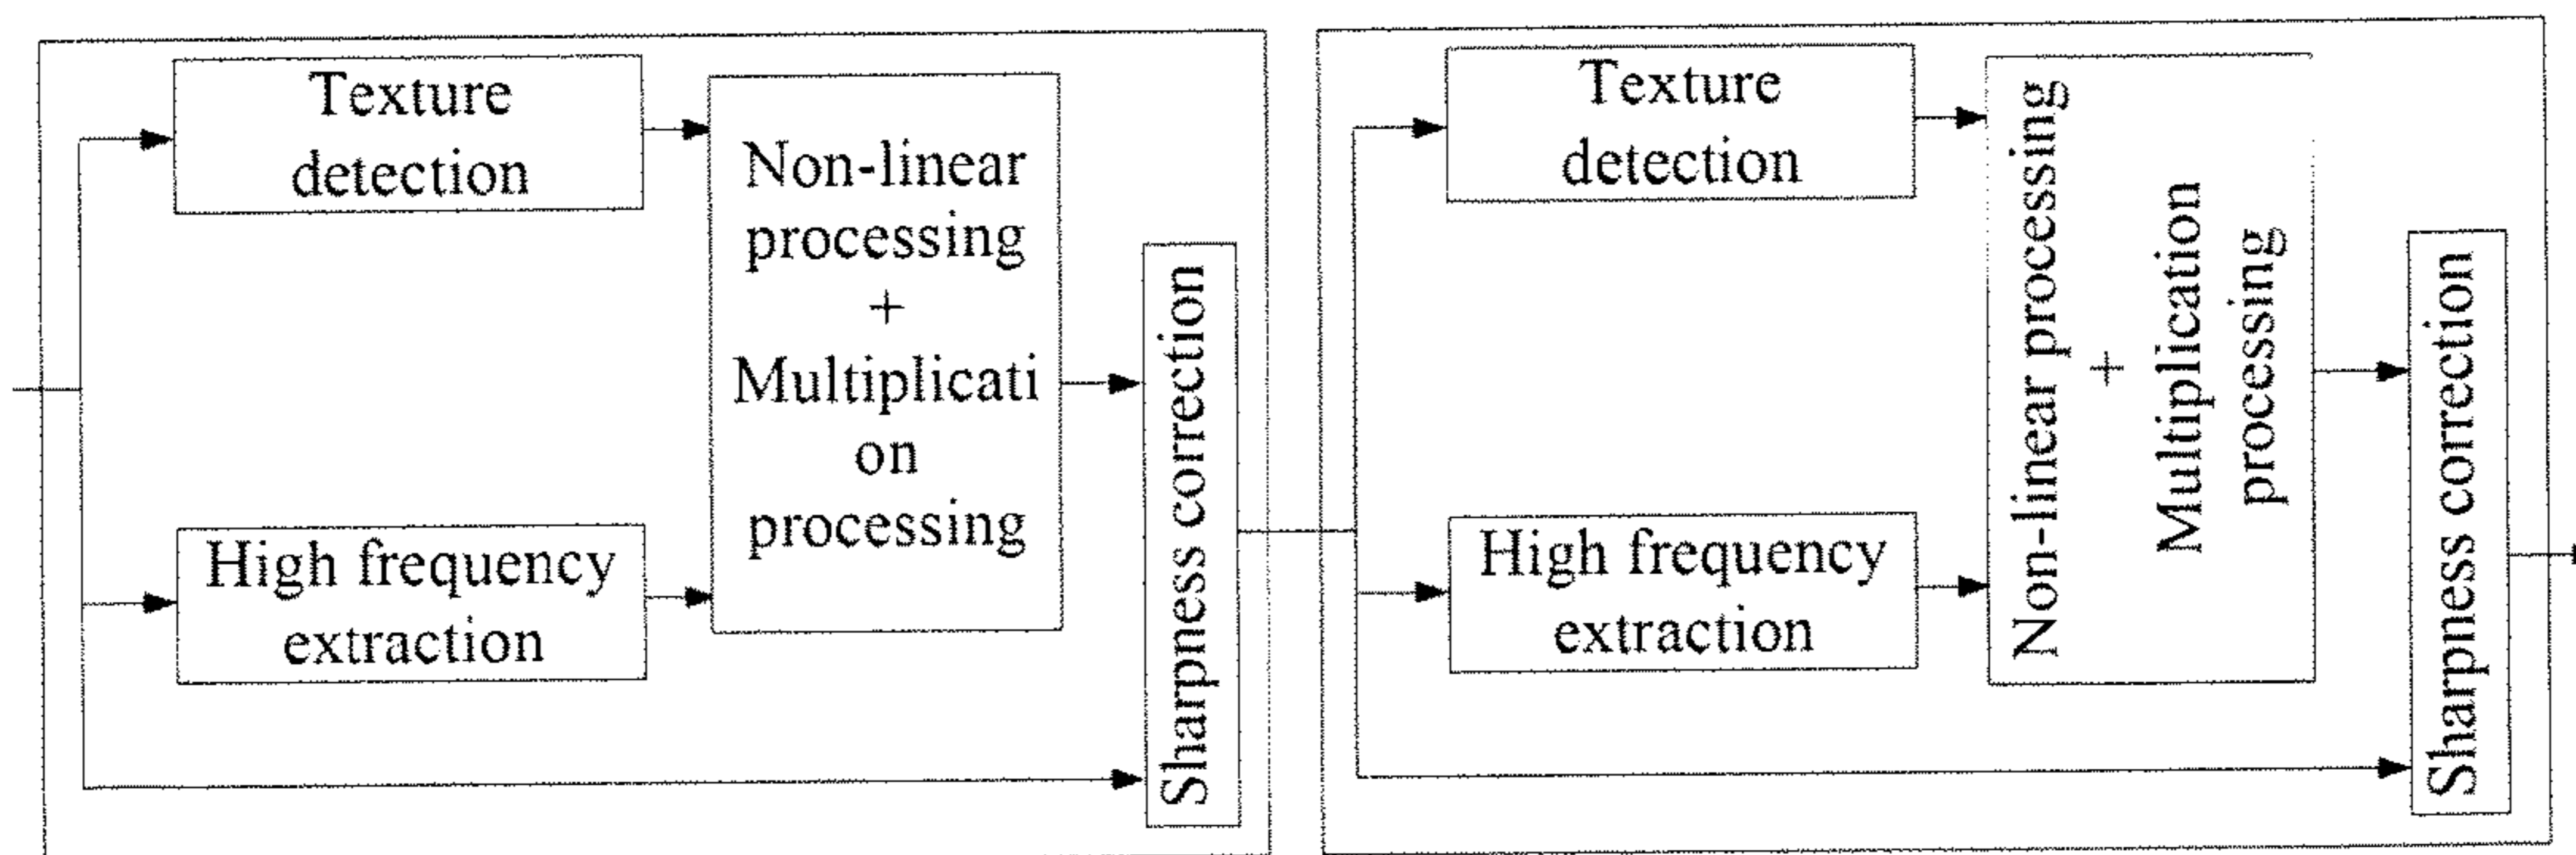 Texture
detection
Non-linear
processing
+
Multiplicati
on
processing
High frequency
extraction
Sharpness correction
Texture
detection
Non-linear processing
+
Multiplication
processing
High frequency
extraction
Sharpness correction